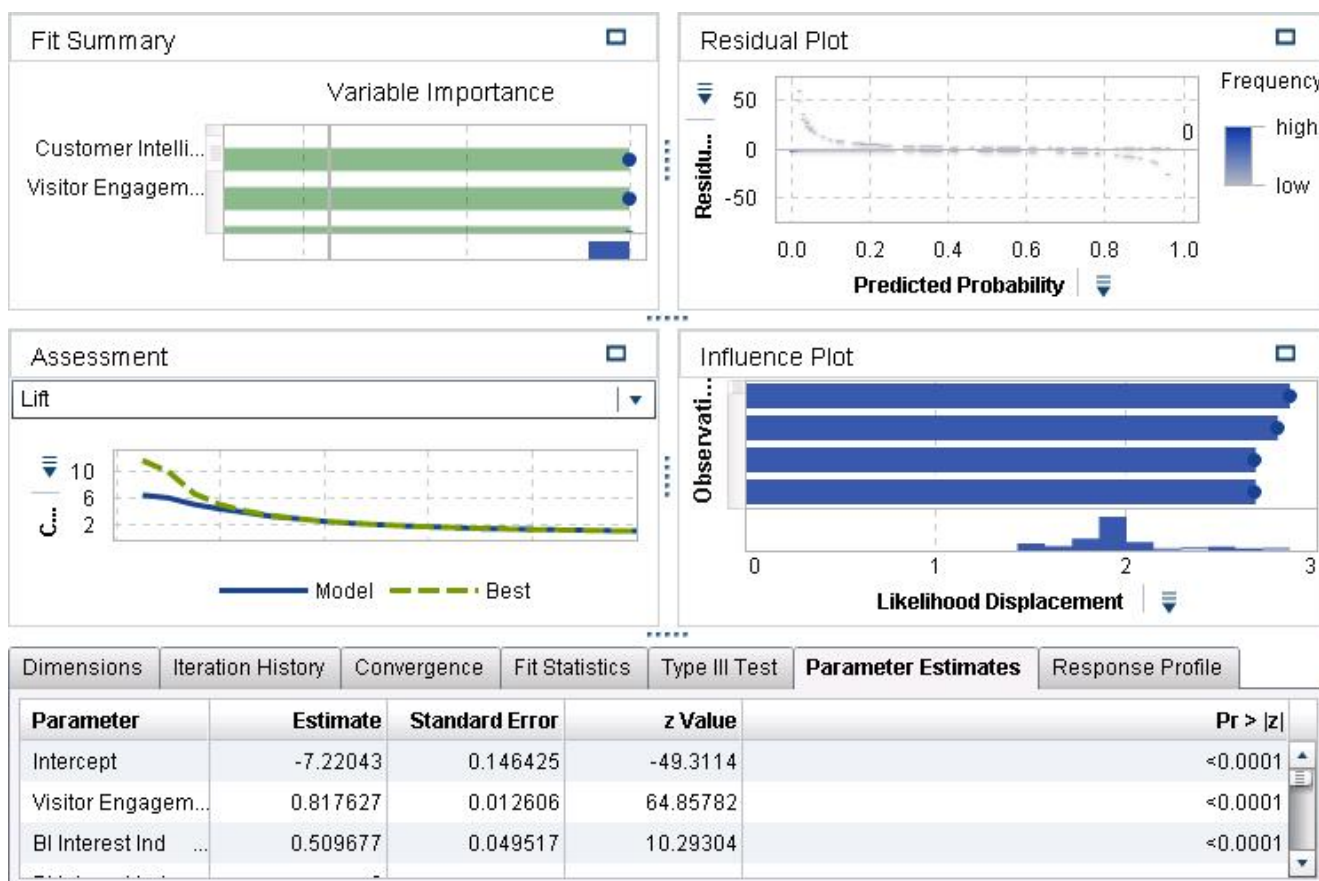 Fit Summary
Variable Importance
Customer Intelli...
Visitor Engagem...
Residual Plot
50
0
-50
Residu...
0
0.0 0.2 0.4 0.6 0.8 1.0
Predicted Probability
Frequency
high
low
Assessment
Lift
10
6
2
C...
Model Best
Influence Plot
Observati...
0 1 2 3
Likelihood Displacement
Dimensions Iteration History Convergence Fit Statistics Type III Test Parameter Estimates Response Profile
Parameter Estimate Standard Error z Value Pr > |z|
Intercept -7.22043 0.146425 -49.3114 <0.0001
Visitor Engagem... 0.817627 0.012606 64.85782 <0.0001
BI Interest Ind ... 0.509677 0.049517 10.29304 <0.0001